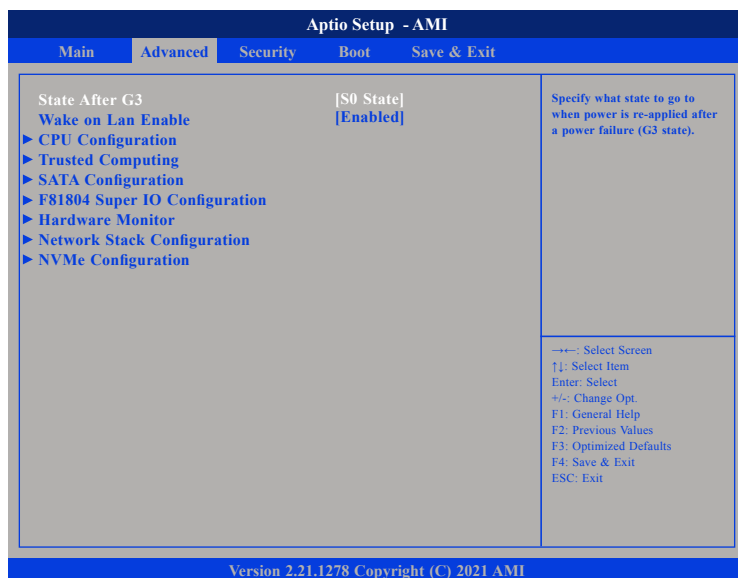 Aptio Setup - AMI
Main Advanced Security Boot Save & Exit
State After G3 [S0 State]
Wake on Lan Enable [Enabled]
► CPU Configuration
► Trusted Computing
► SATA Configuration
► F81804 Super IO Configuration
► Hardware Monitor
► Network Stack Configuration
► NVMe Configuration
Specify what state to go to
when power is re-applied after
a power failure (G3 state).
→←: Select Screen
↑↓: Select Item
Enter: Select
+/-: Change Opt.
F1: General Help
F2: Previous Values
F3: Optimized Defaults
F4: Save & Exit
ESC: Exit
Version 2.21.1278 Copyright (C) 2021 AMI